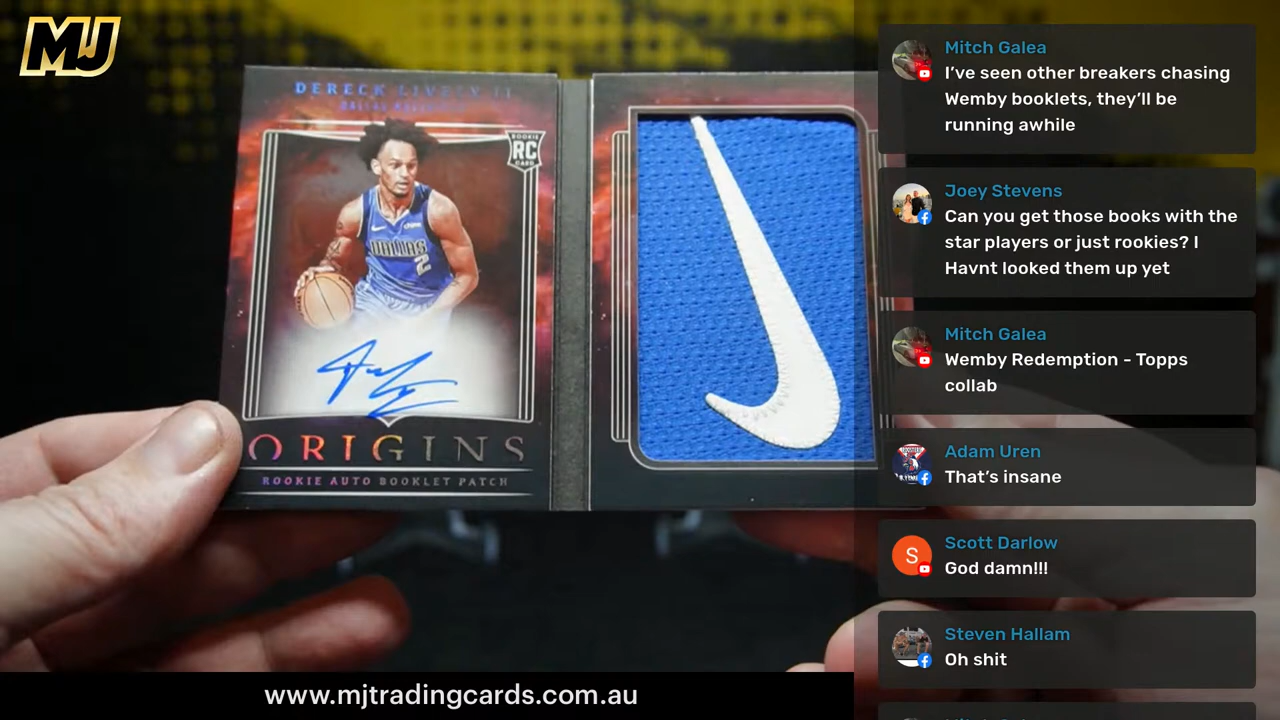 MJ
DERECK LIVELY II
ROOKIE
RC
CARD
DALLAS
2
ORIGINS
ROOKIE AUTO BOOKLET PATCH
www.mjtradingcards.com.au
Mitch Galea
I’ve seen other breakers chasing
Wemby booklets, they’ll be
running awhile
Joey Stevens
Can you get those books with the
star players or just rookies? I
Havnt looked them up yet
Mitch Galea
Wemby Redemption - Topps
collab
Adam Uren
That’s insane
S
Scott Darlow
God damn!!!
Steven Hallam
Oh shit